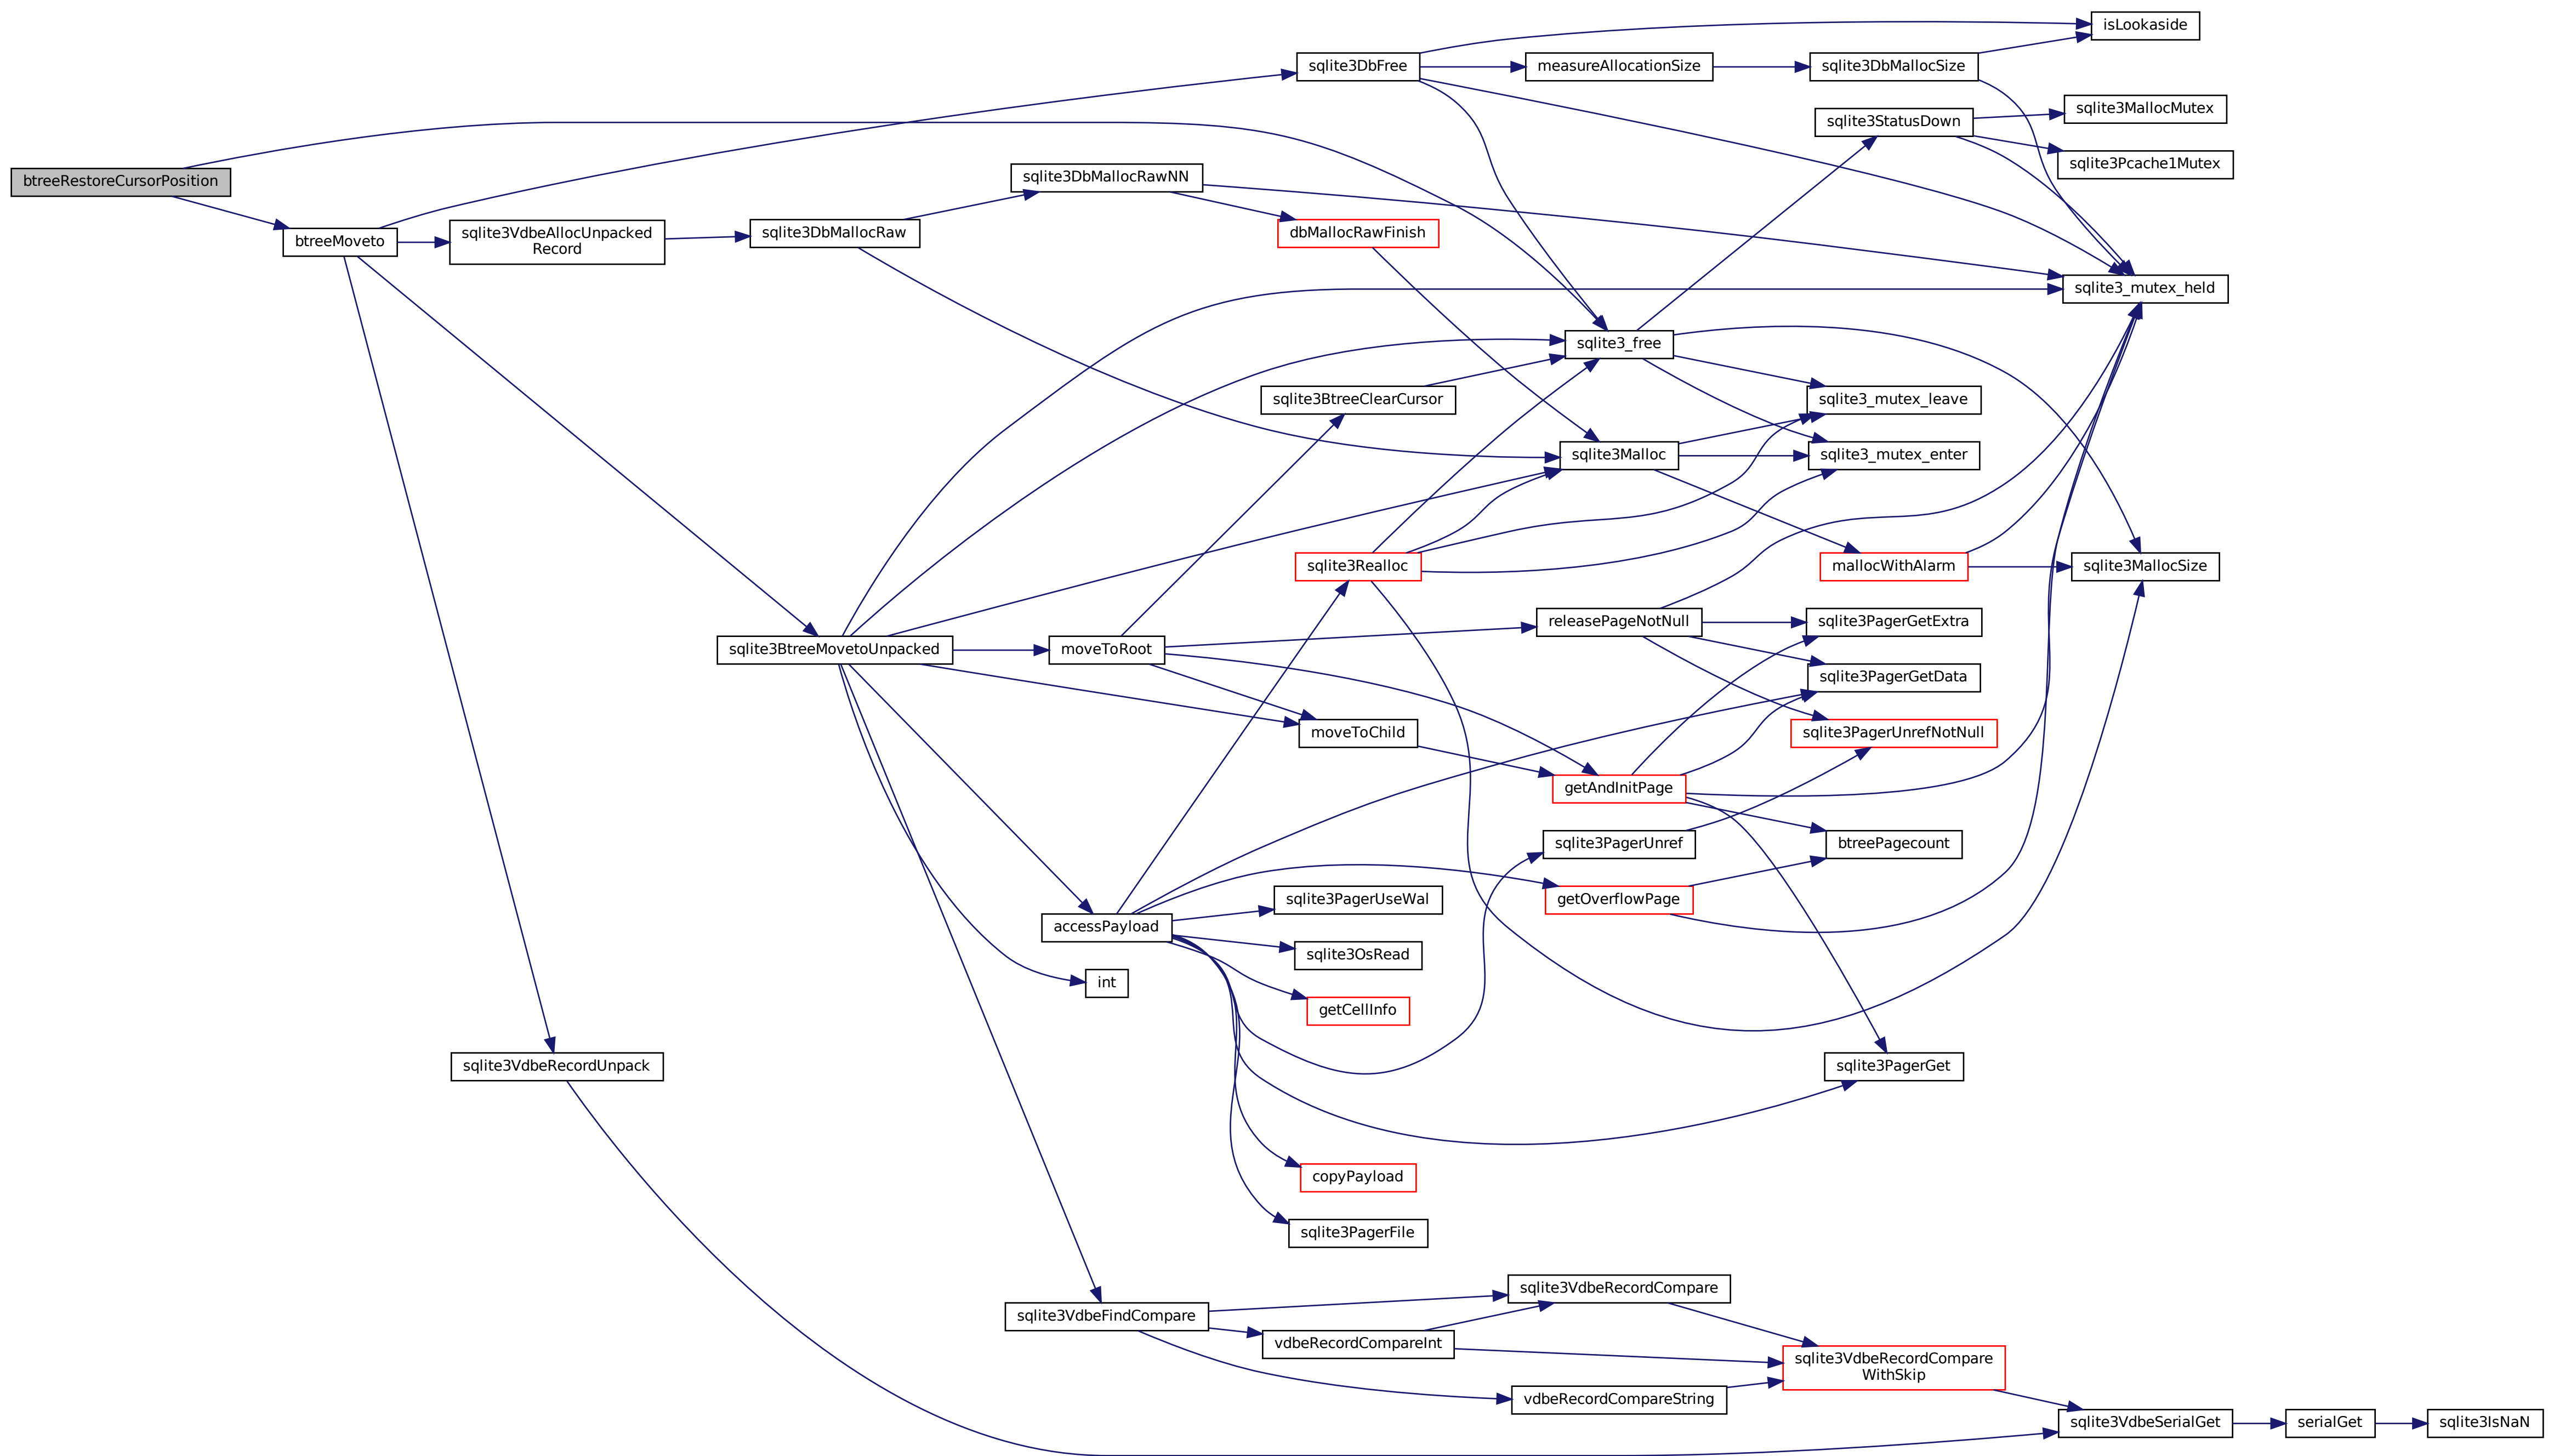 isLookaside
sqlite3DbFree
measureAllocationSize
sqlite3DbMallocSize
sqlite3MallocMutex
sqlite3StatusDown
sqlite3Pcache1Mutex
btreeRestoreCursorPosition
sqlite3DbMallocRawNN
btreeMoveto
sqlite3VdbeAllocUnpacked
Record
sqlite3DbMallocRaw
dbMallocRawFinish
sqlite3_mutex_held
sqlite3_free
sqlite3BtreeClearCursor
sqlite3_mutex_leave
sqlite3Malloc
sqlite3_mutex_enter
sqlite3Realloc
mallocWithAlarm
sqlite3MallocSize
releasePageNotNull
sqlite3PagerGetExtra
sqlite3BtreeMovetoUnpacked
moveToRoot
sqlite3PagerGetData
moveToChild
sqlite3PagerUnrefNotNull
getAndInitPage
sqlite3PagerUnref
btreePagecount
sqlite3PagerUseWal
getOverflowPage
accessPayload
sqlite3OsRead
int
getCellInfo
sqlite3VdbeRecordUnpack
sqlite3PagerGet
copyPayload
sqlite3PagerFile
sqlite3VdbeRecordCompare
sqlite3VdbeFindCompare
vdbeRecordCompareInt
sqlite3VdbeRecordCompare
WithSkip
vdbeRecordCompareString
sqlite3VdbeSerialGet
serialGet
sqlite3IsNaN